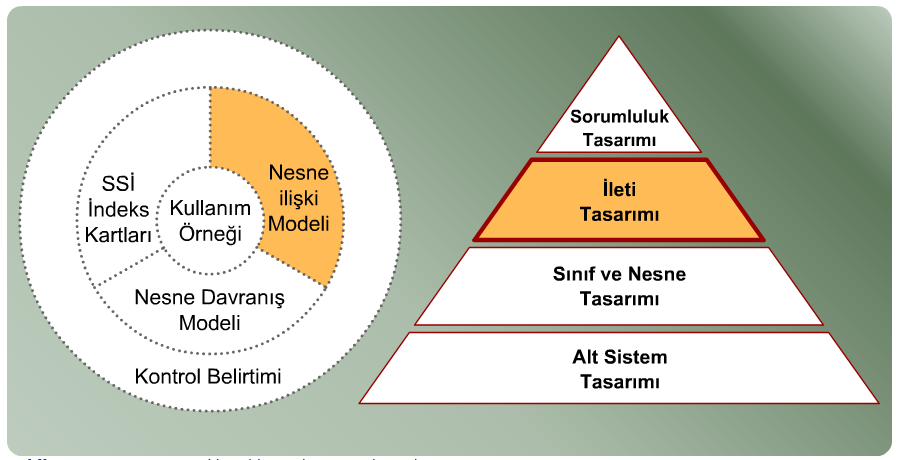 SSİ
İndeks
Kartları
Kullanım
Örneği
Nesne
ilişki
Modeli
Nesne Davranış
Modeli
Kontrol Belirtimi
Sorumluluk
Tasarımı
İleti
Tasarımı
Sınıf ve Nesne
Tasarımı
Alt Sistem
Tasarımı